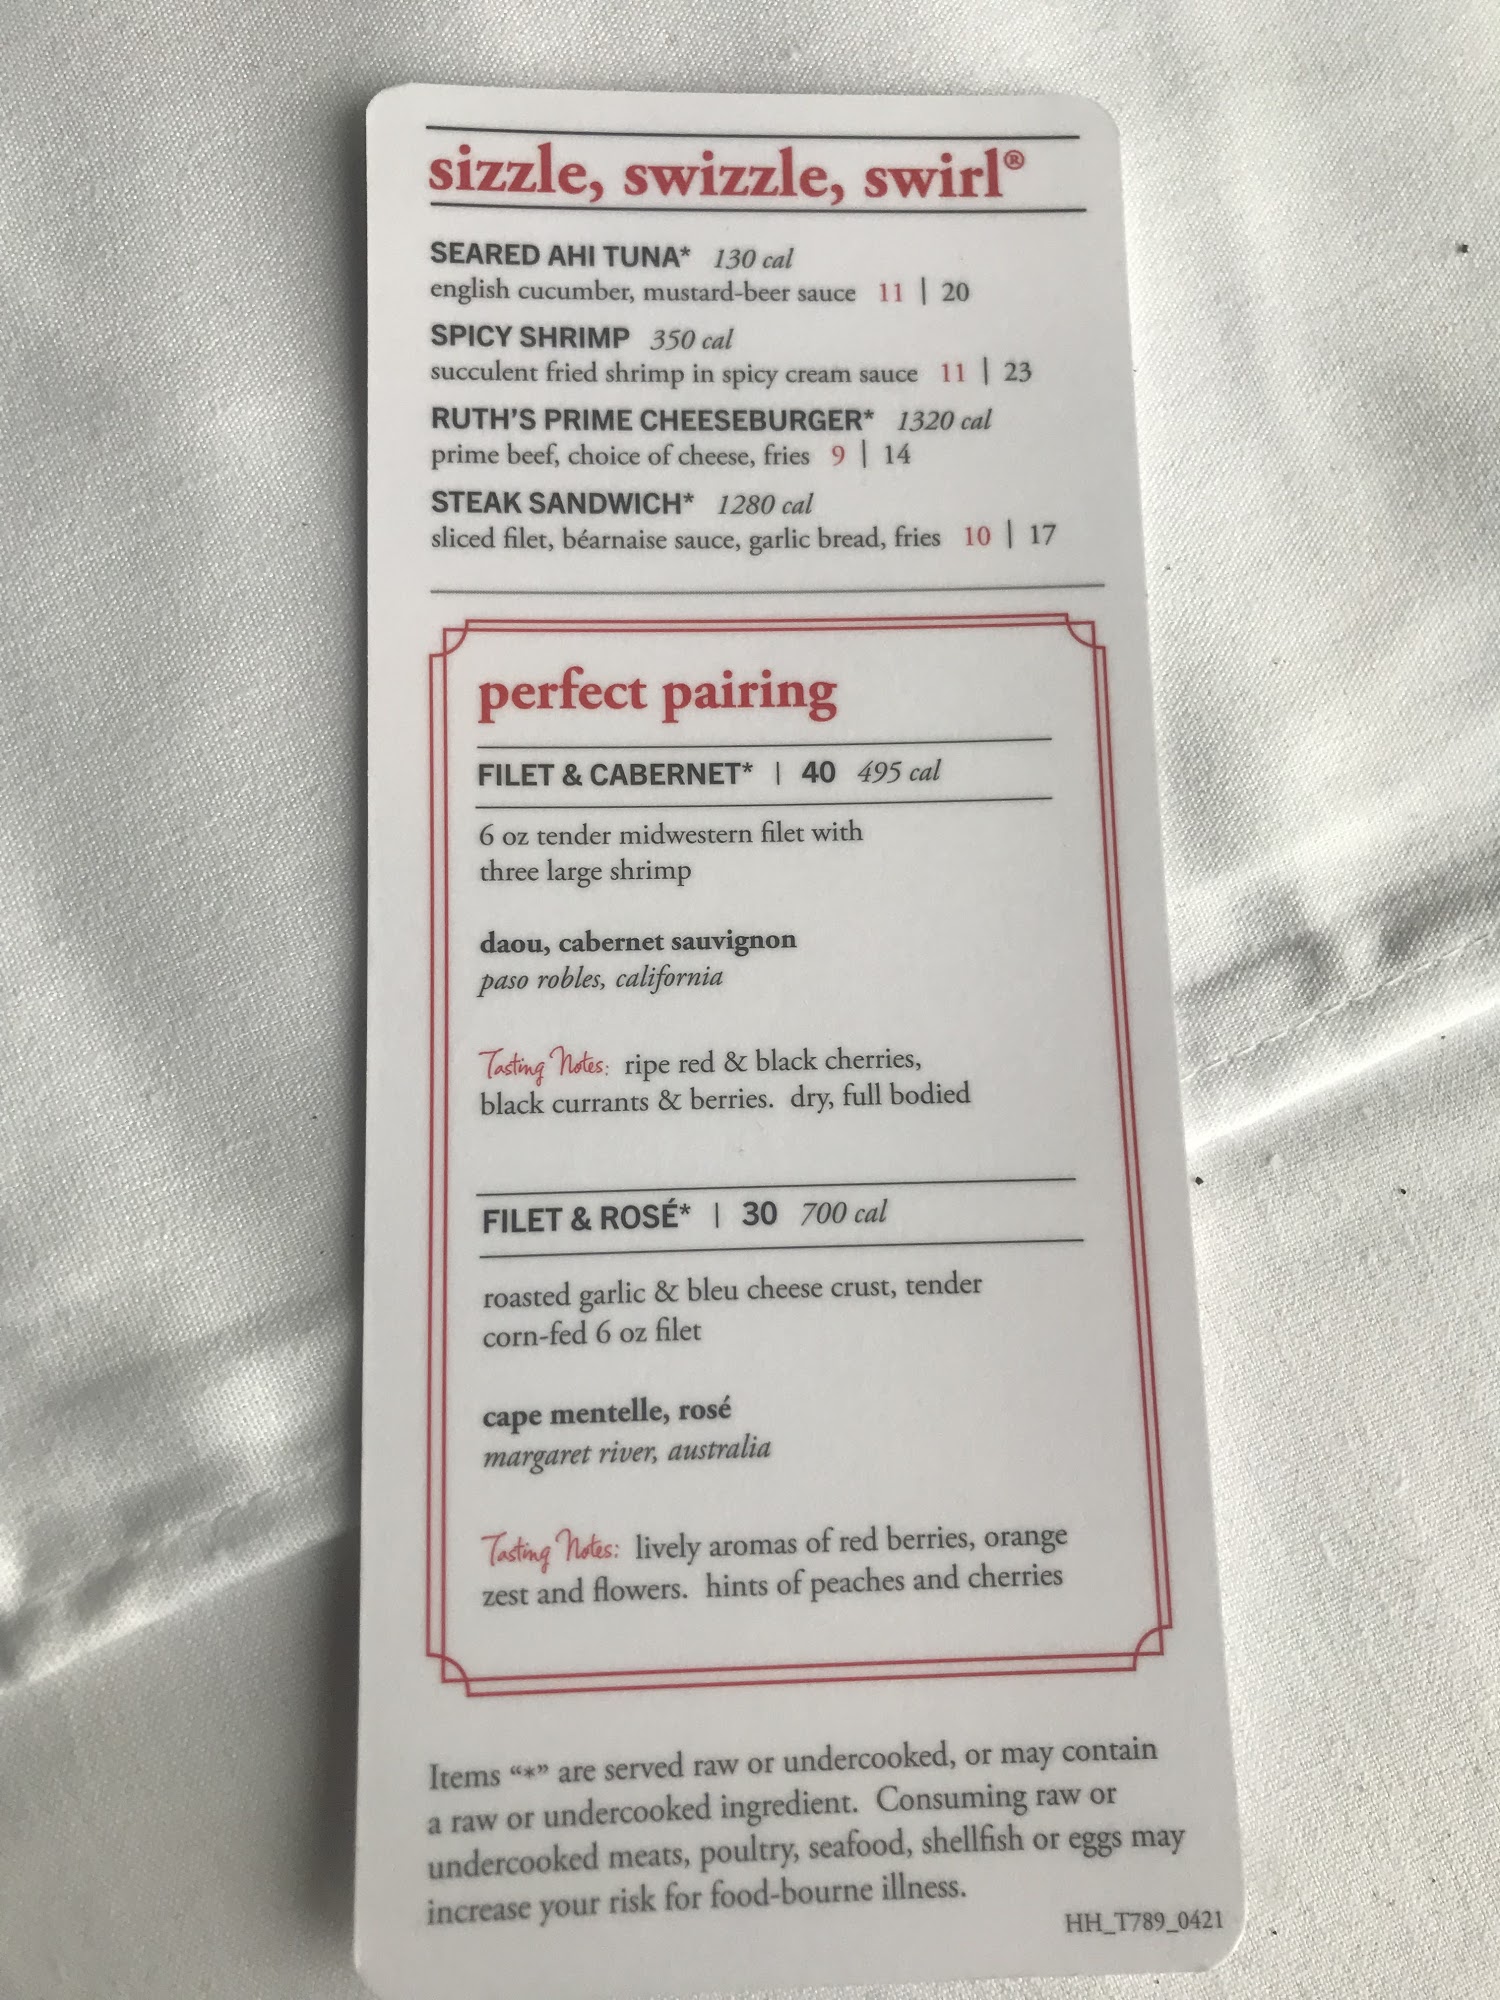 sizzle, swizzle, swirl®
SEARED AHI TUNA* 130 cal
english cucumber, mustard-beer sauce 11 | 20
SPICY SHRIMP 350 cal
succulent fried shrimp in spicy cream sauce 11 | 23
RUTH'S PRIME CHEESEBURGER* 1320 cal
prime beef, choice of cheese, fries 9 | 14
STEAK SANDWICH* 1280 cal
sliced filet, béarnaise sauce, garlic bread, fries 10 | 17
perfect pairing
FILET & CABERNET* | 40 495 cal
6 oz tender midwestern filet with
three large shrimp
daou, cabernet sauvignon
paso robles, california
Tasting Notes: ripe red & black cherries,
black currants & berries. dry, full bodied
FILET & ROSÉ* | 30 700 cal
roasted garlic & bleu cheese crust, tender
corn-fed 6 oz filet
cape mentelle, rosé
margaret river, australia
Tasting Notes: lively aromas of red berries, orange
zest and flowers. hints of peaches and cherries
Items “*” are served raw or undercooked, or may contain
a raw or undercooked ingredient. Consuming raw or
undercooked meats, poultry, seafood, shellfish or eggs may
increase your risk for food-bourne illness.
HH_T789_0421